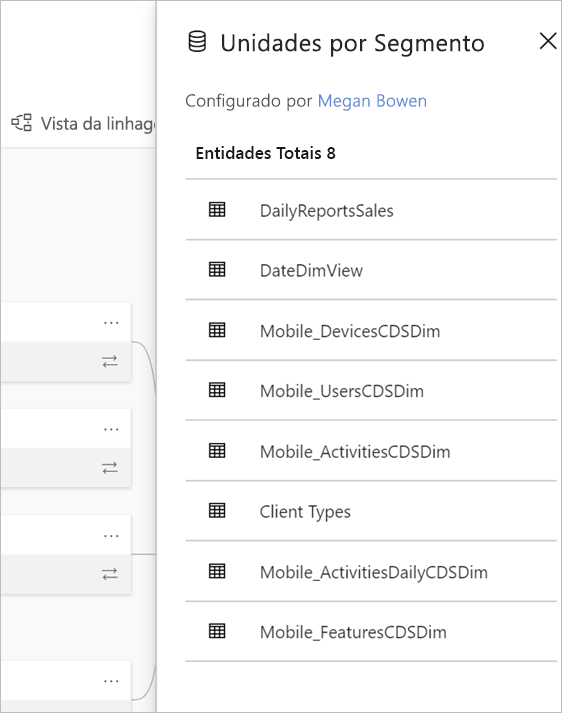 Unidades por Segmento
Configurado por Megan Bowen
Vista da linhag
Entidades Totais 8
DailyReportsSales
DateDimView
Mobile_DevicesCDSDim
Mobile_UsersCDSDim
Mobile_ActivitiesCDSDim
Client Types
Mobile_ActivitiesDailyCDSDim
Mobile_FeaturesCDSDim